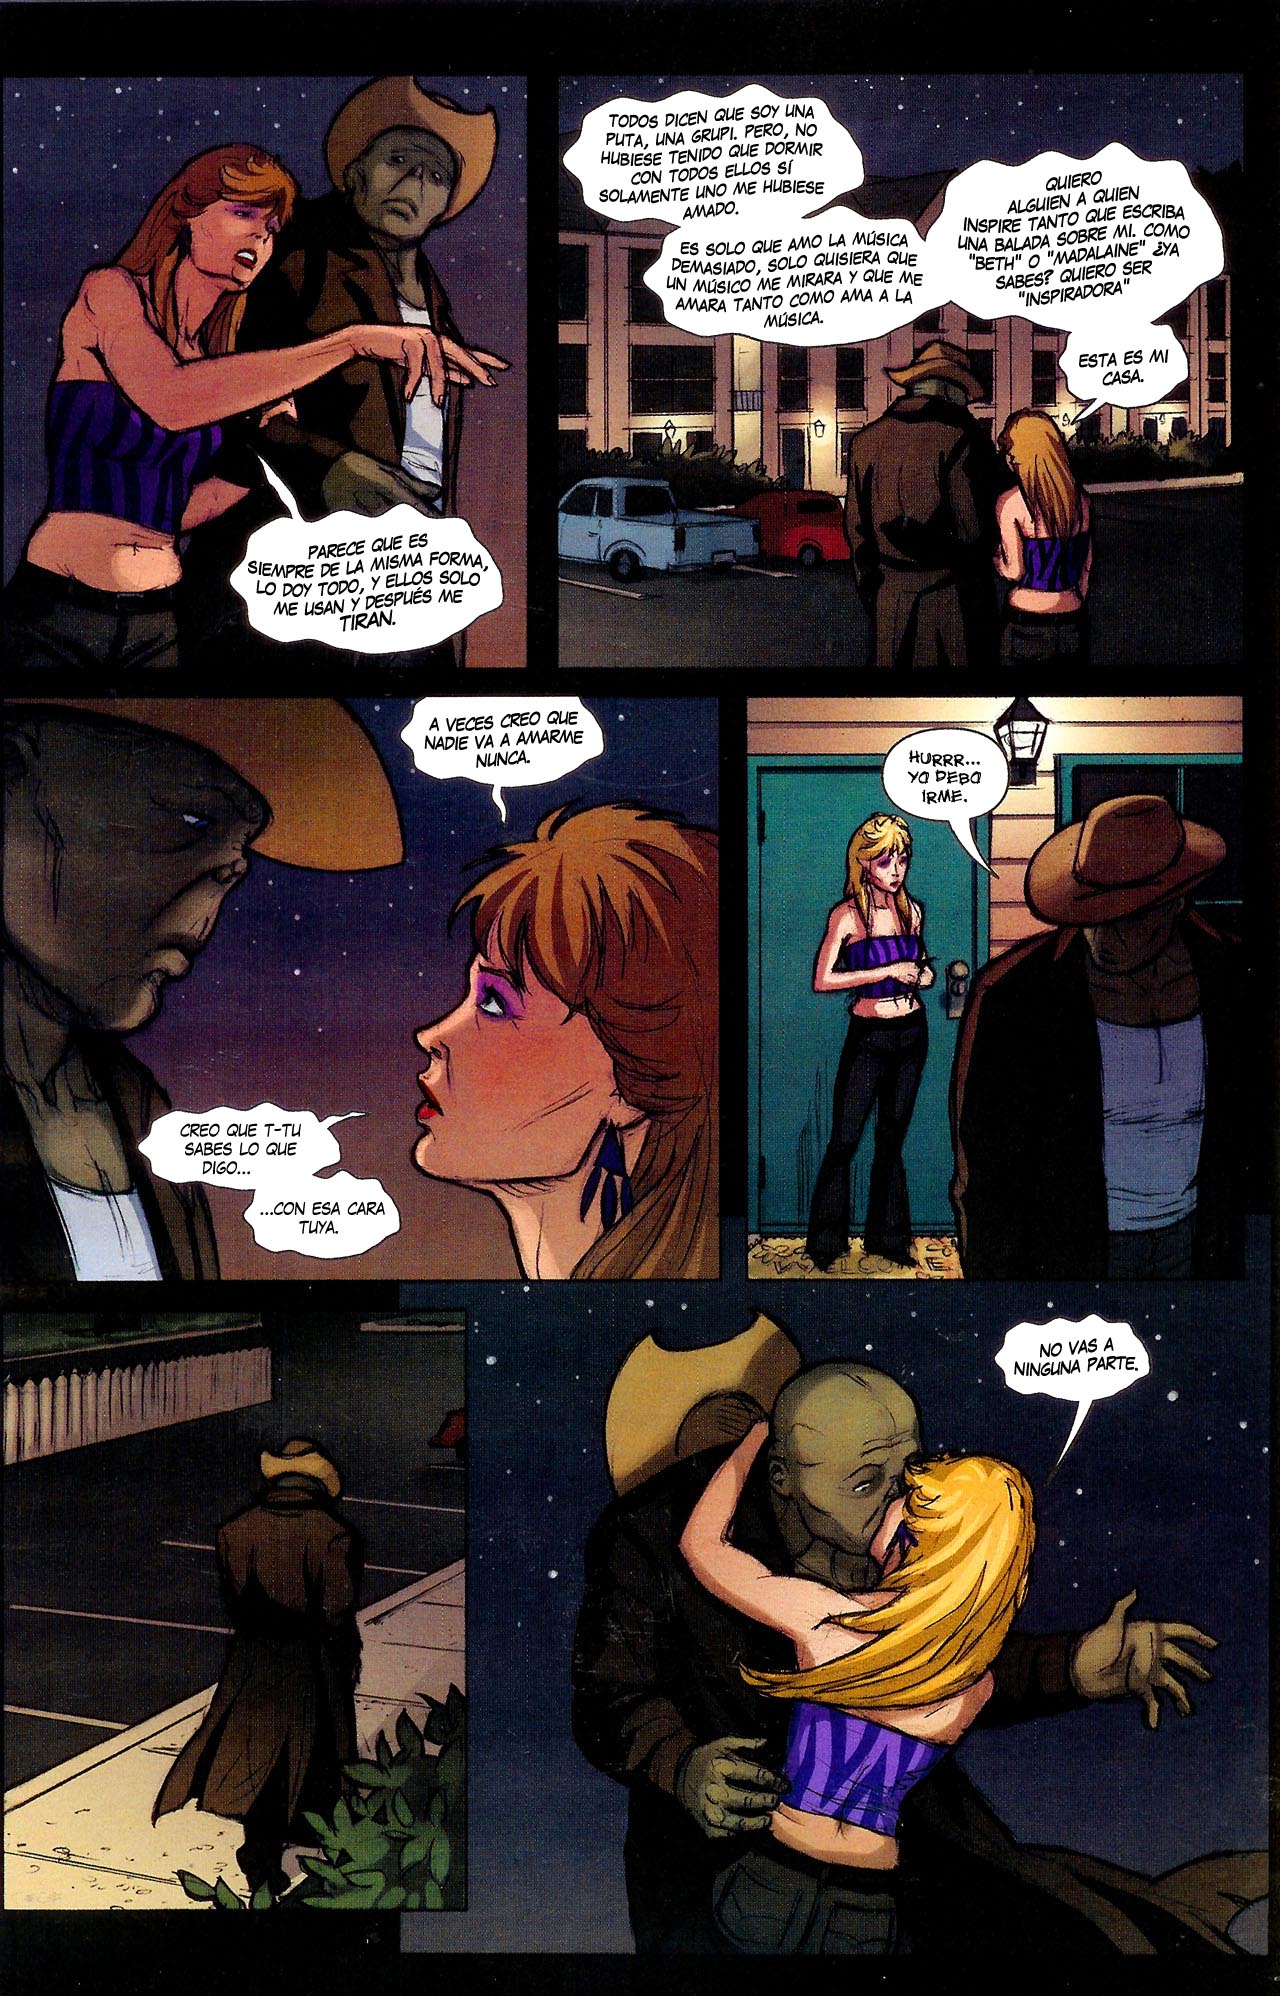 PARECE QUE ES
SIEMPRE DE LA MISMA FORMA,
LO DOY TODO, Y ELLOS SOLO
ME USAN Y DESPUÉS ME
TIRAN.
TODOS DICEN QUE SOY UNA
PUTA, UNA GRUPI. PERO, NO
HUBIESE TENIDO QUE DORMIR
CON TODOS ELLOS SÍ
SOLAMENTE UNO ME HUBIESE
AMADO.
ES SOLO QUE AMO LA MÚSICA
DEMASIADO, SOLO QUISIERA QUE
UN MÚSICO ME MIRARA Y QUE ME
AMARA TANTO COMO AMA A LA
MÚSICA.
QUIERO
ALGUIEN A QUIEN
INSPIRE TANTO QUE ESCRIBA
UNA BALADA SOBRE MI. COMO
"BETH" O "MADALAINE" ¿YA
SABES? QUIERO SER
"INSPIRADORA"
ESTA ES MI
CASA.
A VECES CREO QUE
NADIE VA A AMARME
NUNCA.
CREO QUE T-TU
SABES LO QUE
DIGO...
...CON ESA CARA
TUYA.
HURRR...
YO DEBO
IRME.
WELCOME
NO VAS A
NINGUNA PARTE.